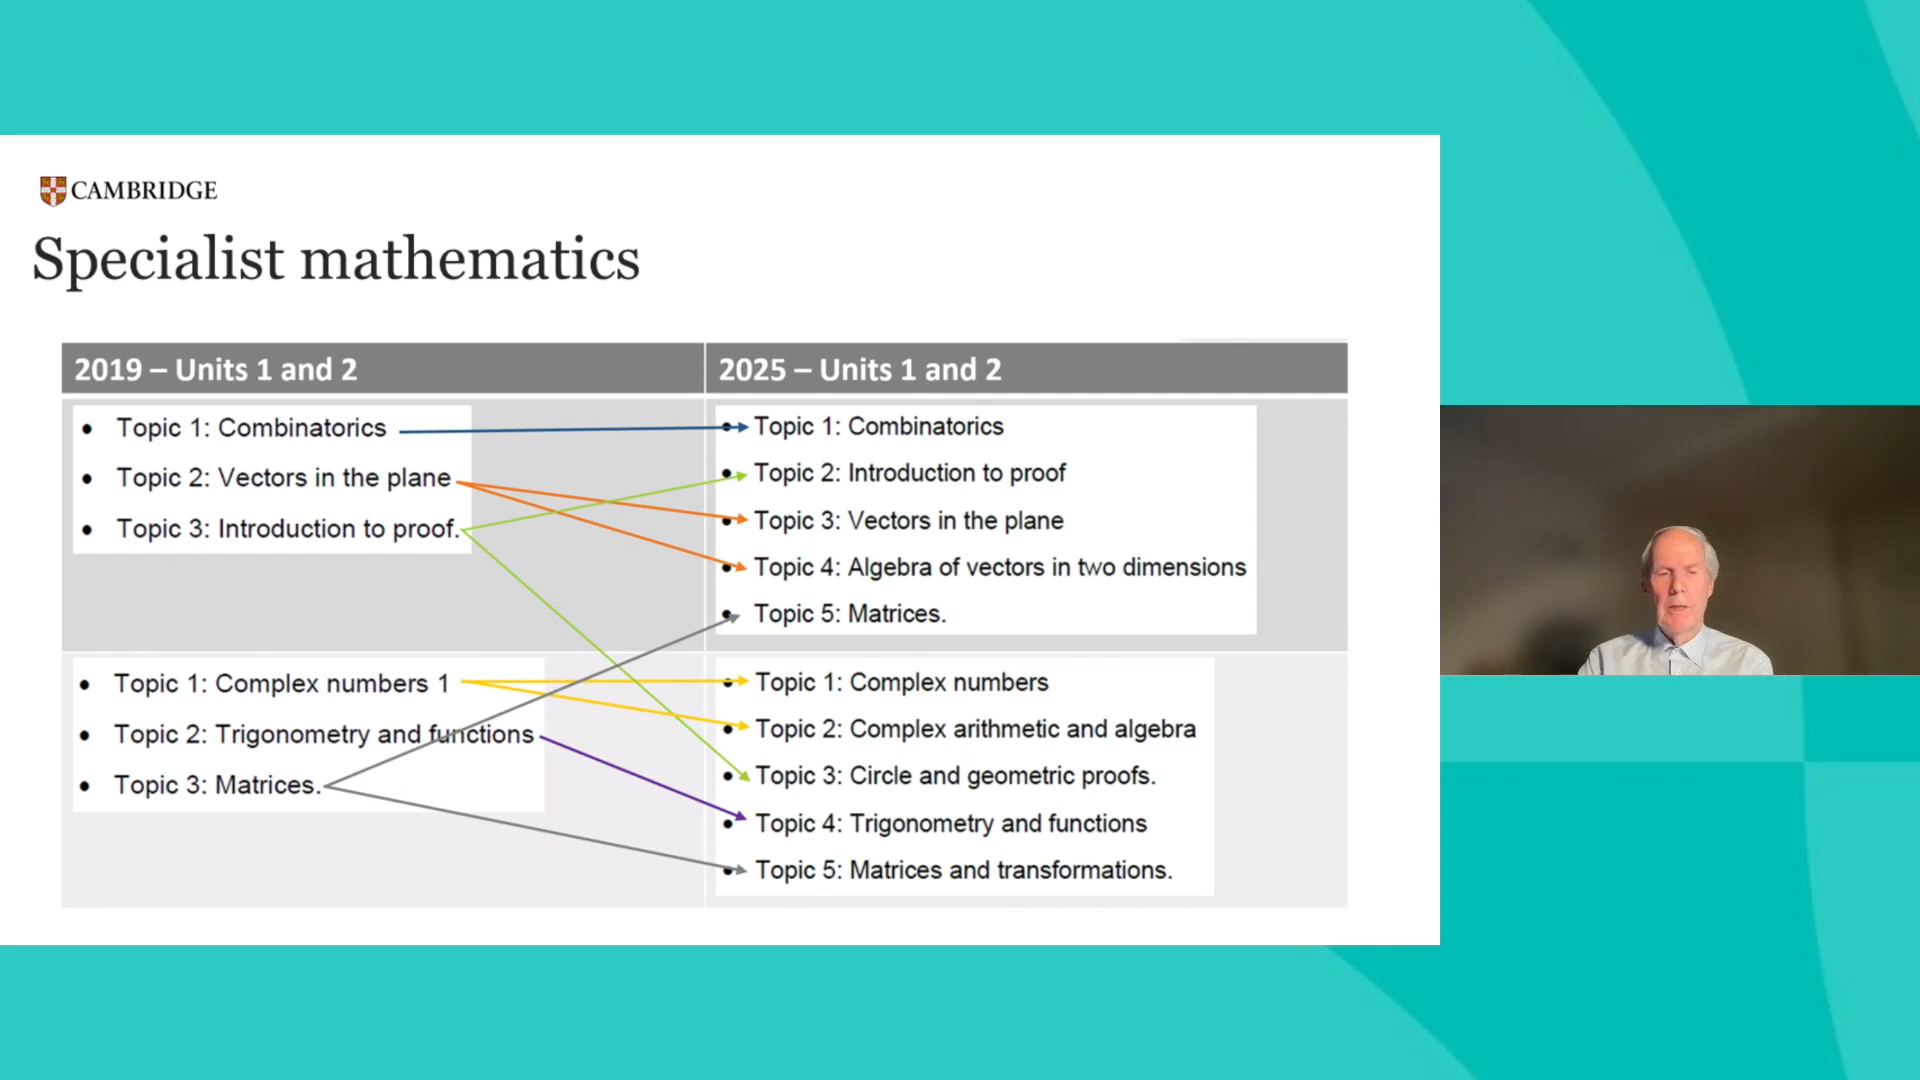 CAMBRIDGE
Specialist mathematics
2019 – Units 1 and 2
• Topic 1: Combinatorics
• Topic 2: Vectors in the plane
• Topic 3: Introduction to proof.
2025 – Units 1 and 2
• Topic 1: Combinatorics
• Topic 2: Introduction to proof
• Topic 3: Vectors in the plane
• Topic 4: Algebra of vectors in two dimensions
• Topic 5: Matrices.
• Topic 1: Complex numbers 1
• Topic 2: Trigonometry and functions
• Topic 3: Matrices.
• Topic 1: Complex numbers
• Topic 2: Complex arithmetic and algebra
• Topic 3: Circle and geometric proofs.
• Topic 4: Trigonometry and functions
• Topic 5: Matrices and transformations.